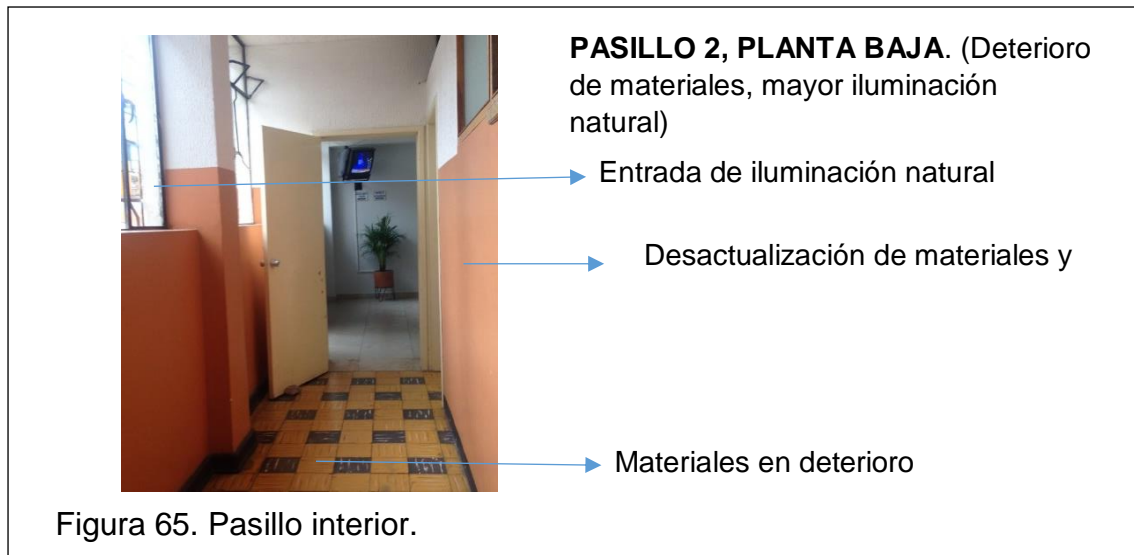 PASILLO 2, PLANTA BAJA. (Deterioro
de materiales, mayor iluminación
natural)
Entrada de iluminación natural
Desactualización de materiales y
Materiales en deterioro
Figura 65. Pasillo interior.